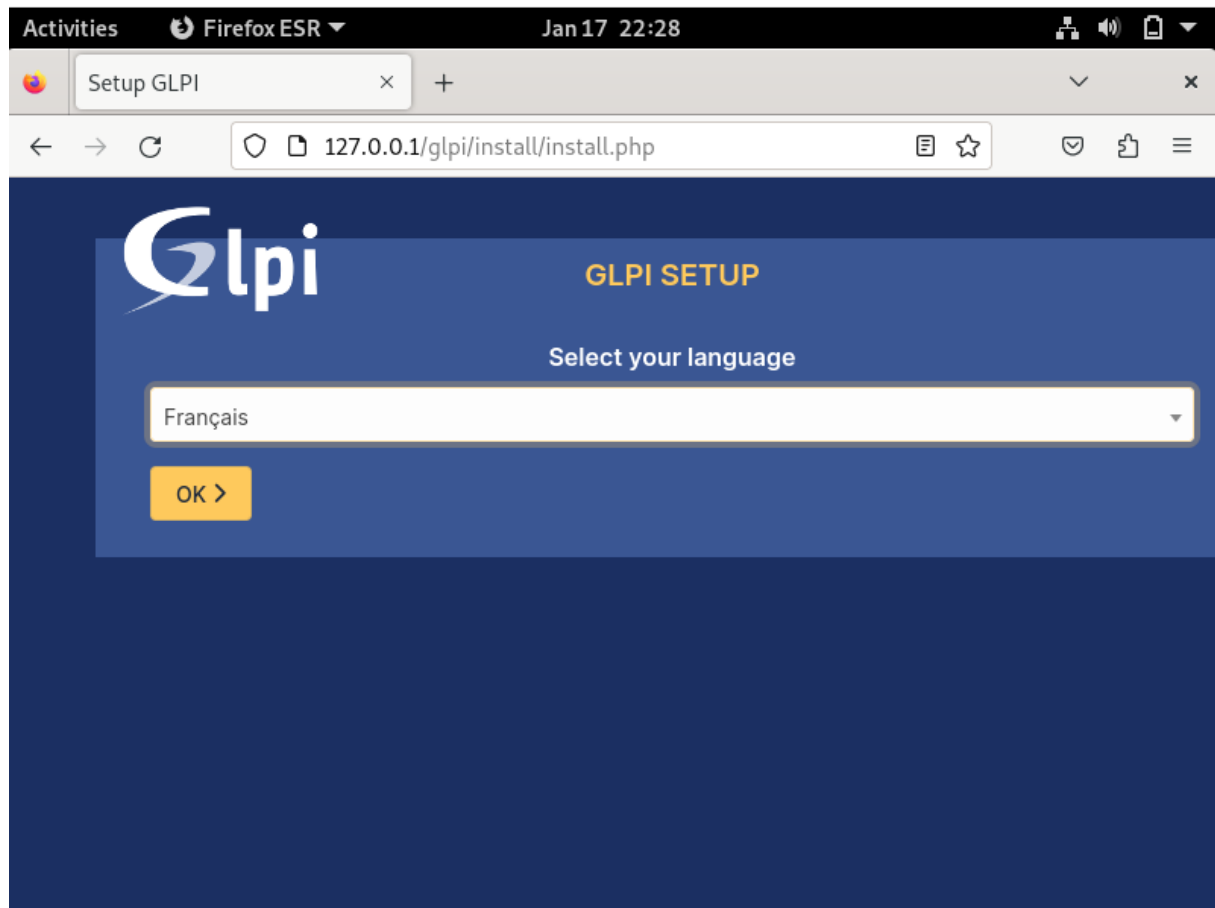 Activities Firefox ESR Jan 17 22:28
Setup GLPI
127.0.0.1/glpi/install/install.php
Glpi
GLPI SETUP
Select your language
Français
OK